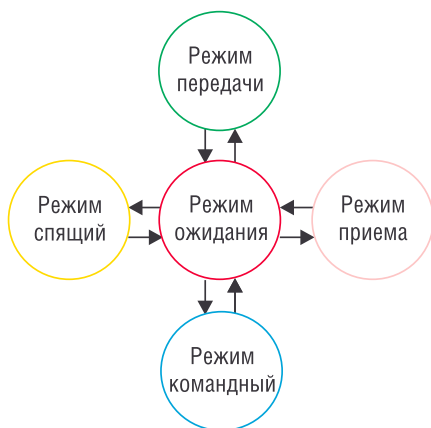 Режим
передачи
Режим
спящий
Режим
ожидания
Режим
приема
Режим
командный